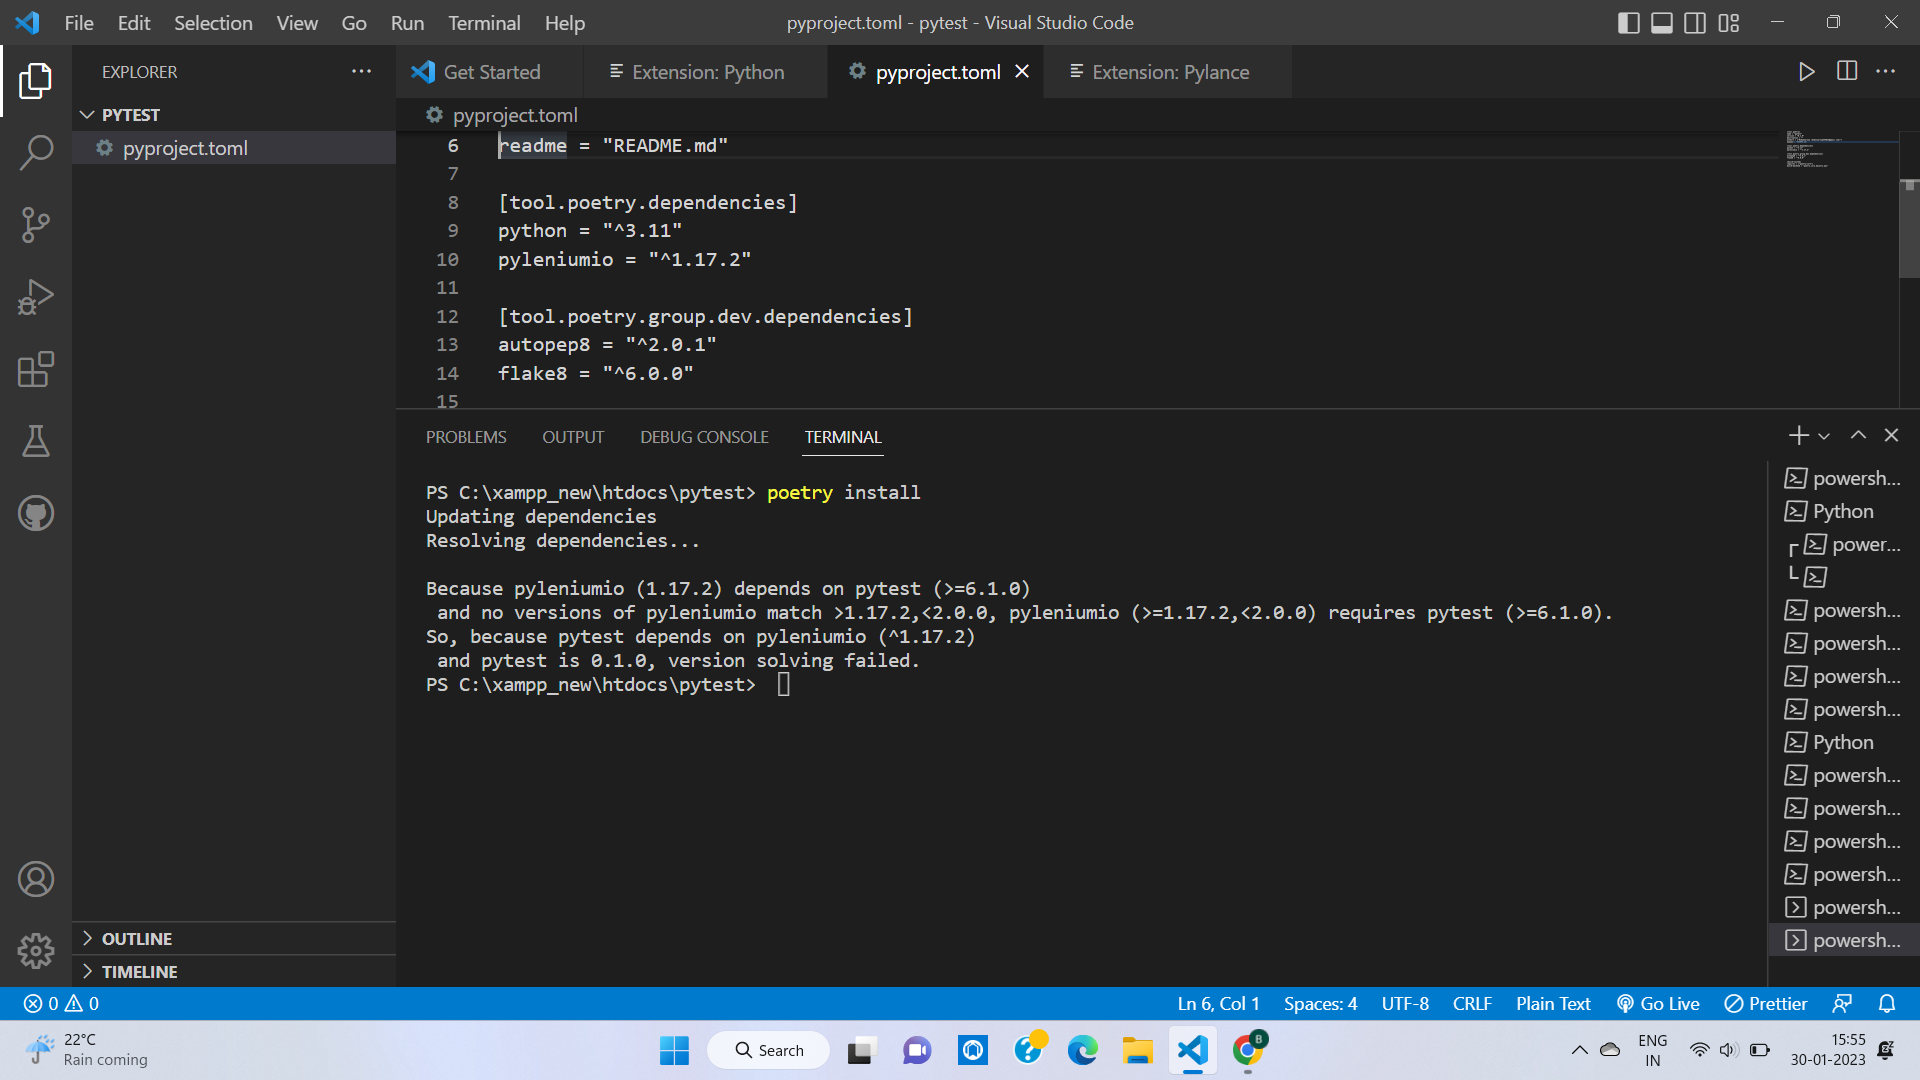 File Edit Selection View Go Run Terminal Help
pyproject.toml - pytest - Visual Studio Code
EXPLORER
PYTEST
pyproject.toml
OUTLINE
TIMELINE
Get Started
Extension: Python
pyproject.toml
Extension: Pylance
pyproject.toml
6 readme = "README.md"
7
8 [tool.poetry.dependencies]
9 python = "^3.11"
10 pyleniumio = "^1.17.2"
11
12 [tool.poetry.group.dev.dependencies]
13 autopep8 = "^2.0.1"
14 flake8 = "^6.0.0"
15
PROBLEMS OUTPUT DEBUG CONSOLE TERMINAL
PS C:\xampp_new\htdocs\pytest> poetry install
Updating dependencies
Resolving dependencies...
Because pyleniumio (1.17.2) depends on pytest (>=6.1.0)
and no versions of pyleniumio match >1.17.2,<2.0.0, pyleniumio (>=1.17.2,<2.0.0) requires pytest (>=6.1.0).
So, because pytest depends on pyleniumio (^1.17.2)
and pytest is 0.1.0, version solving failed.
PS C:\xampp_new\htdocs\pytest>
powersh...
Python
power...
powersh...
powersh...
powersh...
powersh...
Python
powersh...
powersh...
powersh...
powersh...
powersh...
powersh...
0 0
Ln 6, Col 1 Spaces: 4 UTF-8 CRLF Plain Text Go Live Prettier
22°C
Rain coming
Search
B
ENG
IN
15:55
30-01-2023